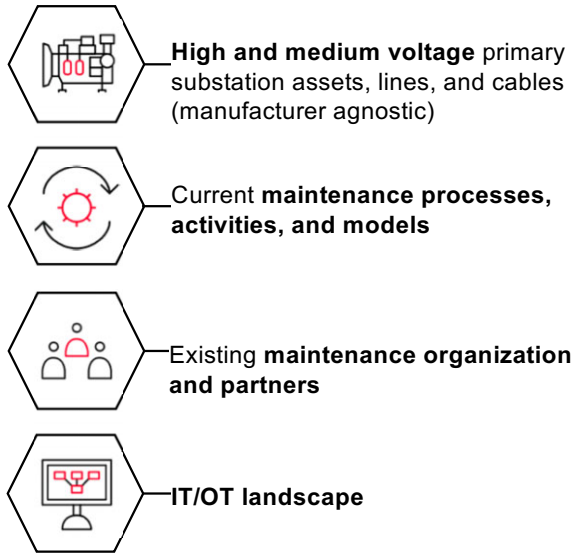 High and medium voltage primary
substation assets, lines, and cables
(manufacturer agnostic)
Current maintenance processes,
activities, and models
Existing maintenance organization
and partners
IT/OT landscape